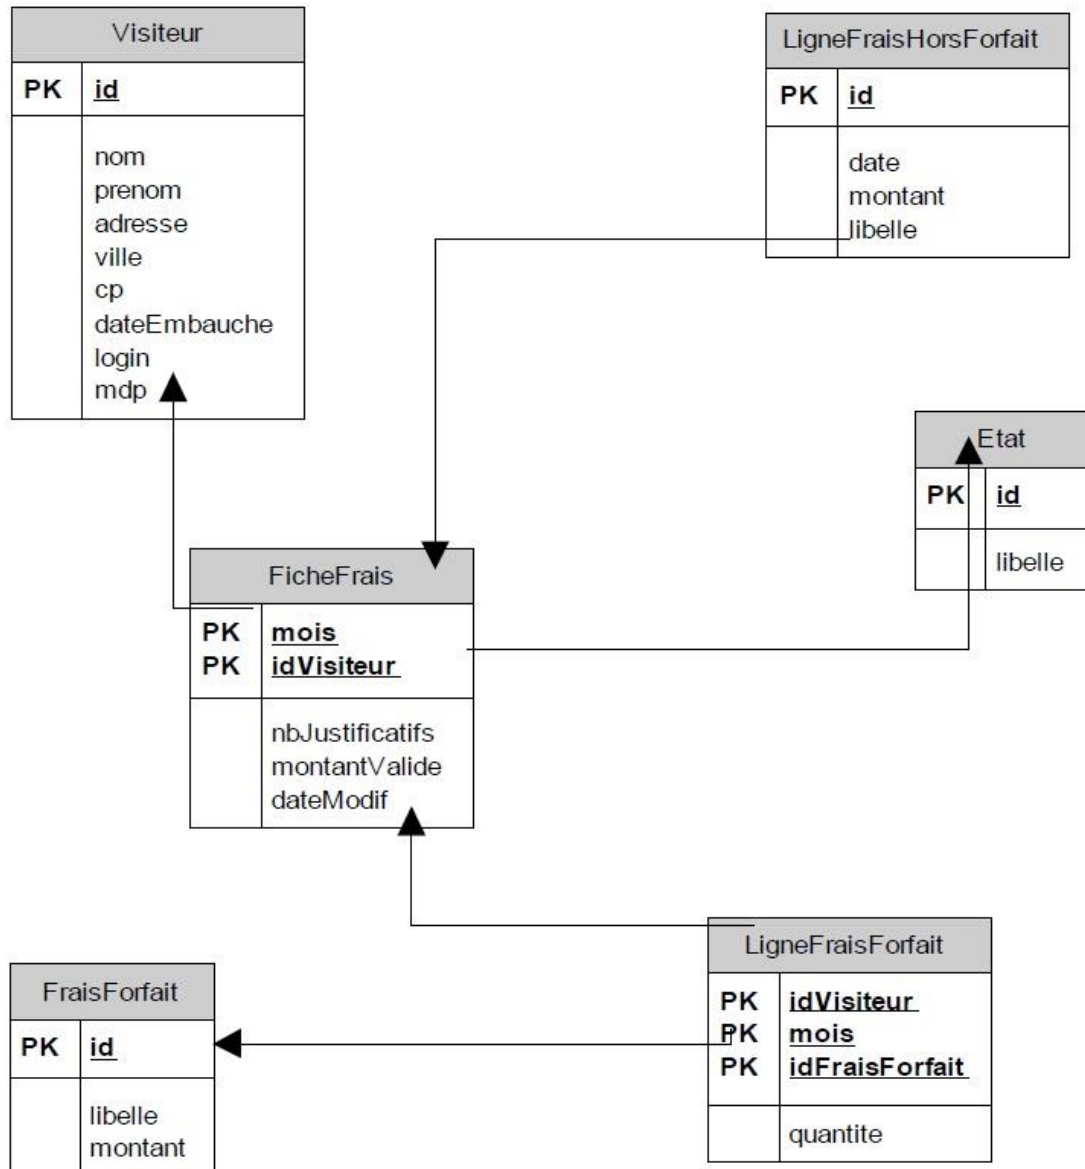 Visiteur
PK id
nom
prenom
adresse
ville
cp
dateEmbauche
login
mdp
LigneFraisHorsForfait
PK id
date
montant
libelle
Etat
PK id
libelle
FicheFrais
PK mois
PK idVisiteur
nbJustificatifs
montantValide
dateModif
LigneFraisForfait
PK idVisiteur
PK mois
PK idFraisForfait
quantite
FraisForfait
PK id
libelle
montant